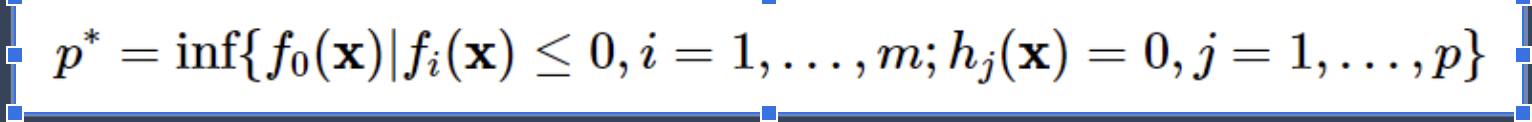 p* = inf{f₀(x)|fᵢ(x) ≤ 0, i = 1, . . . , m; hⱼ(x) = 0, j = 1, . . . , p}